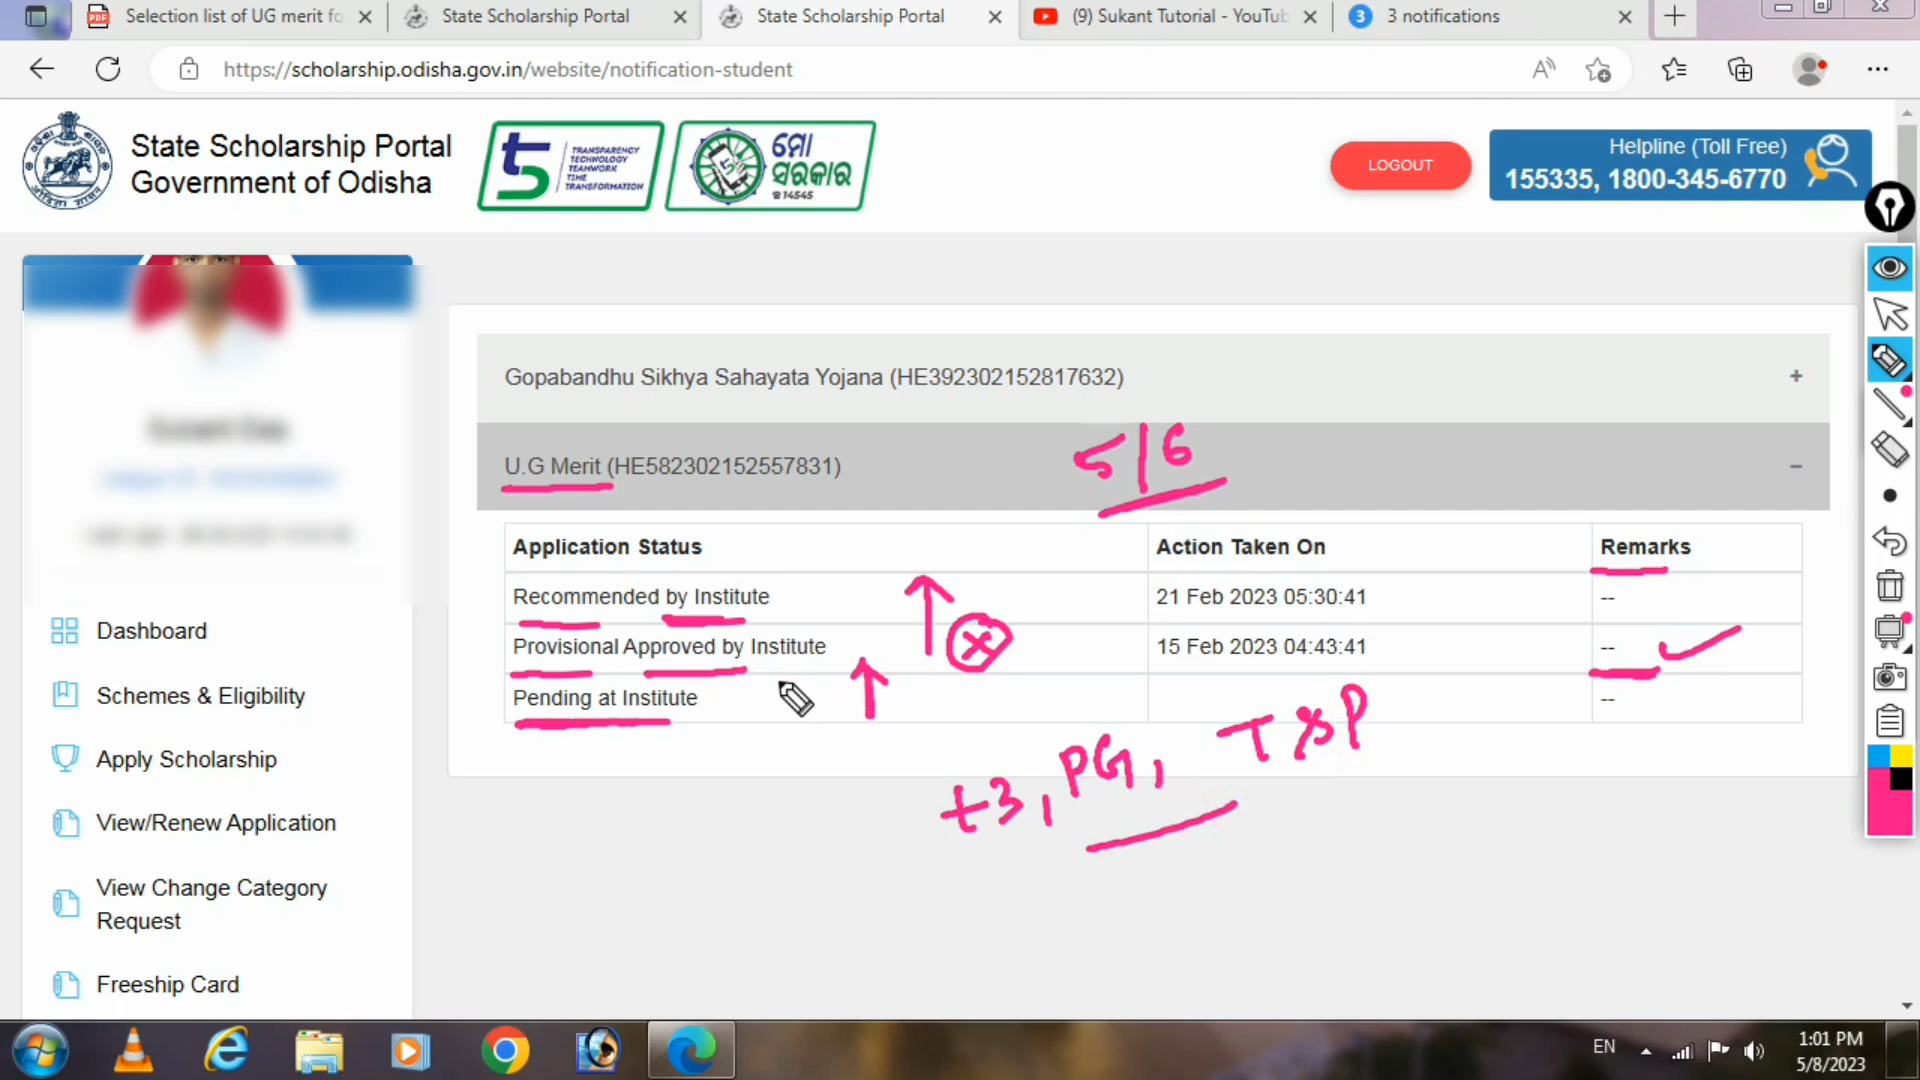 Selection list of UG merit fo
State Scholarship Portal
State Scholarship Portal
(9) Sukant Tutorial - YouTub
3
3 notifications
https://scholarship.odisha.gov.in/website/notification-student
State Scholarship Portal
Government of Odisha
t5
TRANSPARENCY
TECHNOLOGY
TEAMWORK
TIME
TRANSFORMATION
ମୋ
ସରକାର
☎14545
LOGOUT
Helpline (Toll Free)
155335, 1800-345-6770
Dashboard
Schemes & Eligibility
Apply Scholarship
View/Renew Application
View Change Category
Request
Freeship Card
Gopabandhu Sikhya Sahayata Yojana (HE392302152817632) +
U.G Merit (HE582302152557831) −
5/6
Application Status Action Taken On Remarks
Recommended by Institute 21 Feb 2023 05:30:41 --
Provisional Approved by Institute 15 Feb 2023 04:43:41 --
Pending at Institute --
+3, PG,
EN
1:01 PM
5/8/2023